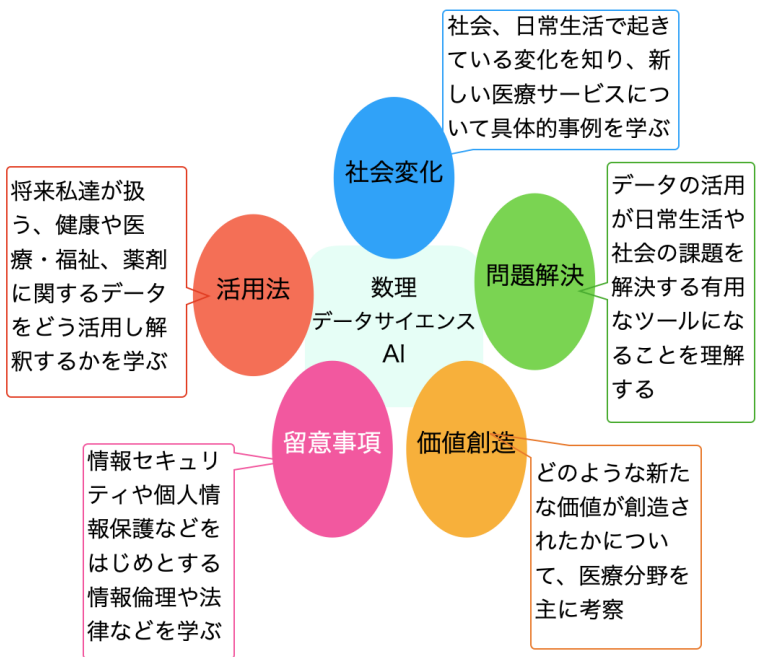 社会、日常生活で起き
ている変化を知り、新
しい医療サービスにつ
いて具体的事例を学ぶ
社会変化
データの活用
が日常生活や
社会の課題を
解決する有用
なツールにな
ることを理解
する
問題解決
将来私達が扱
う、健康や医
療・福祉、薬剤
に関するデータ
をどう活用し解
釈するかを学ぶ
活用法
数理
データサイエンス
AI
留意事項
価値創造
情報セキュリ
ティや個人情
報保護などを
はじめとする
情報倫理や法
律などを学ぶ
どのような新た
な価値が創造さ
れたかについ
て、医療分野を
主に考察